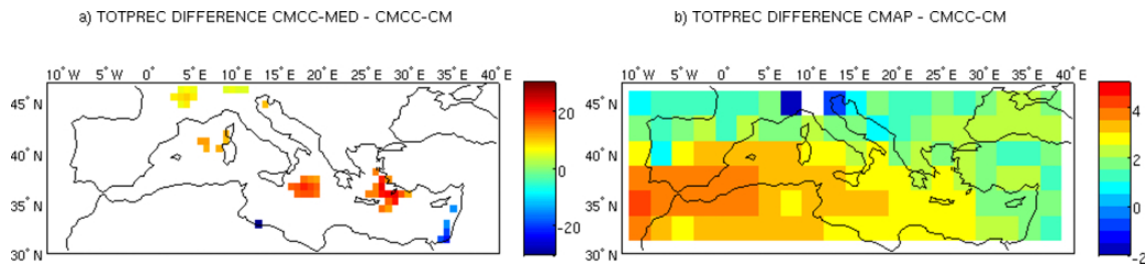 a) TOTPREC DIFFERENCE CMCC-MED - CMCC-CM
b) TOTPREC DIFFERENCE CMAP - CMCC-CM
10° W 5° W 0° 5° E 10° E 15° E 20° E 25° E 30° E 35° E 40° E
10° W 5° W 0° 5° E 10° E 15° E 20° E 25° E 30° E 35° E 40° E
45° N
40° N
35° N
30° N
20
0
-20
45° N
40° N
35° N
30° N
4
2
0
-2